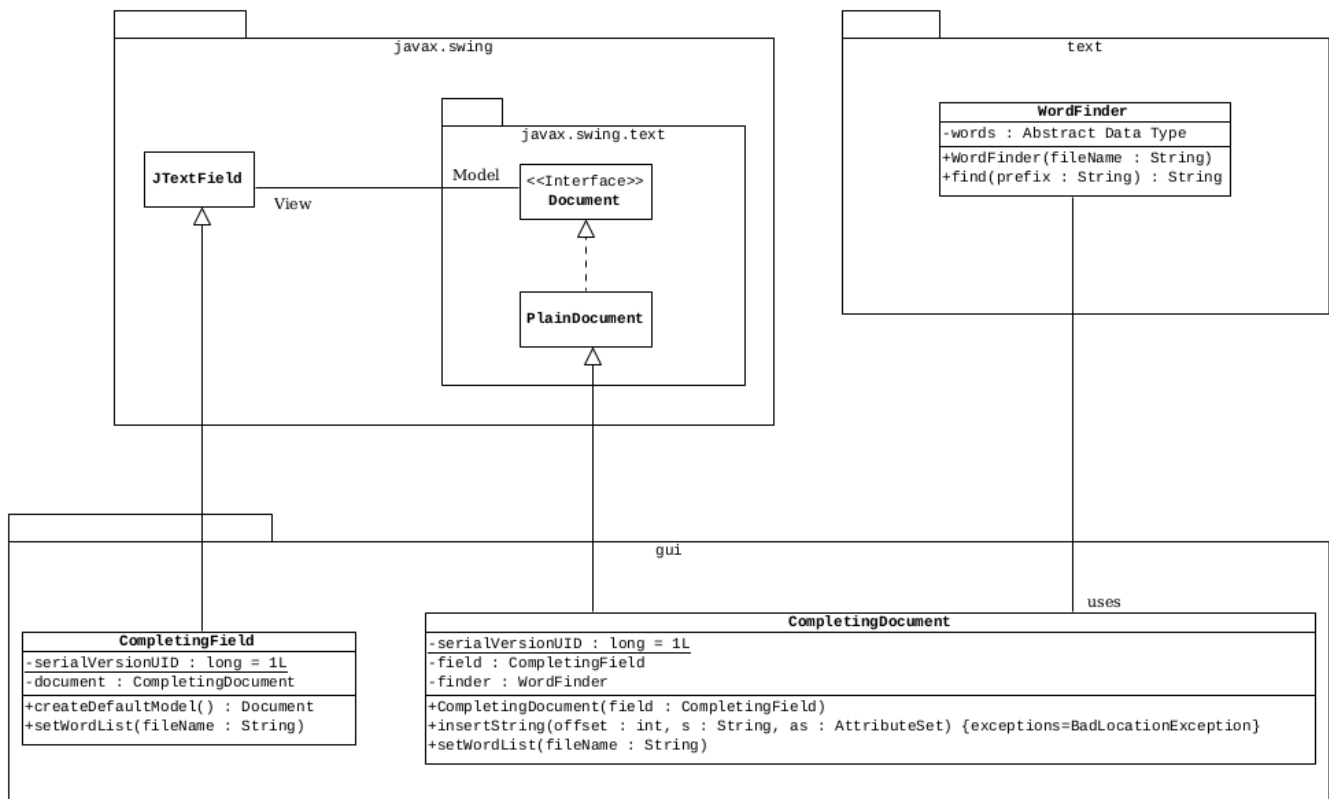 javax.swing
text
javax.swing.text
JTextField
View
Model
<<Interface>>
Document
PlainDocument
WordFinder
-words : Abstract Data Type
+WordFinder(fileName : String)
+find(prefix : String) : String
gui
uses
CompletingField
-serialVersionUID : long = 1L
-document : CompletingDocument
+createDefaultModel() : Document
+setWordList(fileName : String)
CompletingDocument
-serialVersionUID : long = 1L
-field : CompletingField
-finder : WordFinder
+CompletingDocument(field : CompletingField)
+insertString(offset : int, s : String, as : AttributeSet) {exceptions=BadLocationException}
+setWordList(fileName : String)